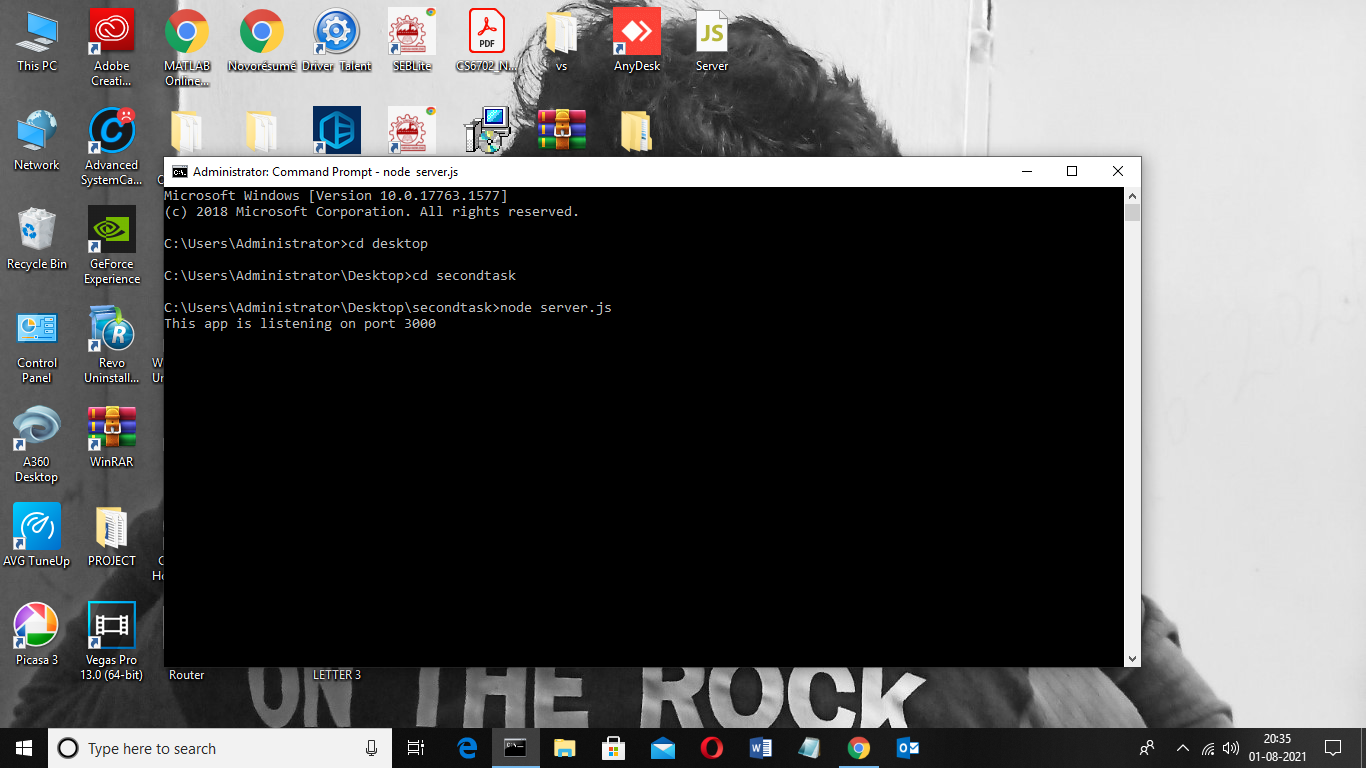 This PC
Adobe
Creati...
MATLAB
Online...
Novorésumé
Driver_Talent
SEBLite
PDF
CS6702_N...
vs
AnyDesk
JS
Server
Network
Advanced
SystemCa...
Administrator: Command Prompt - node server.js
Microsoft Windows [Version 10.0.17763.1577]
(c) 2018 Microsoft Corporation. All rights reserved.
C:\Users\Administrator>cd desktop
C:\Users\Administrator\Desktop>cd secondtask
C:\Users\Administrator\Desktop\secondtask>node server.js
This app is listening on port 3000
Recycle Bin
GeForce
Experience
Control
Panel
Revo
Uninstall...
A360
Desktop
WinRAR
AVG TuneUp
PROJECT
Picasa 3
Vegas Pro
13.0 (64-bit)
Router
LETTER 3
ON THE ROCK
Type here to search
20:35
01-08-2021